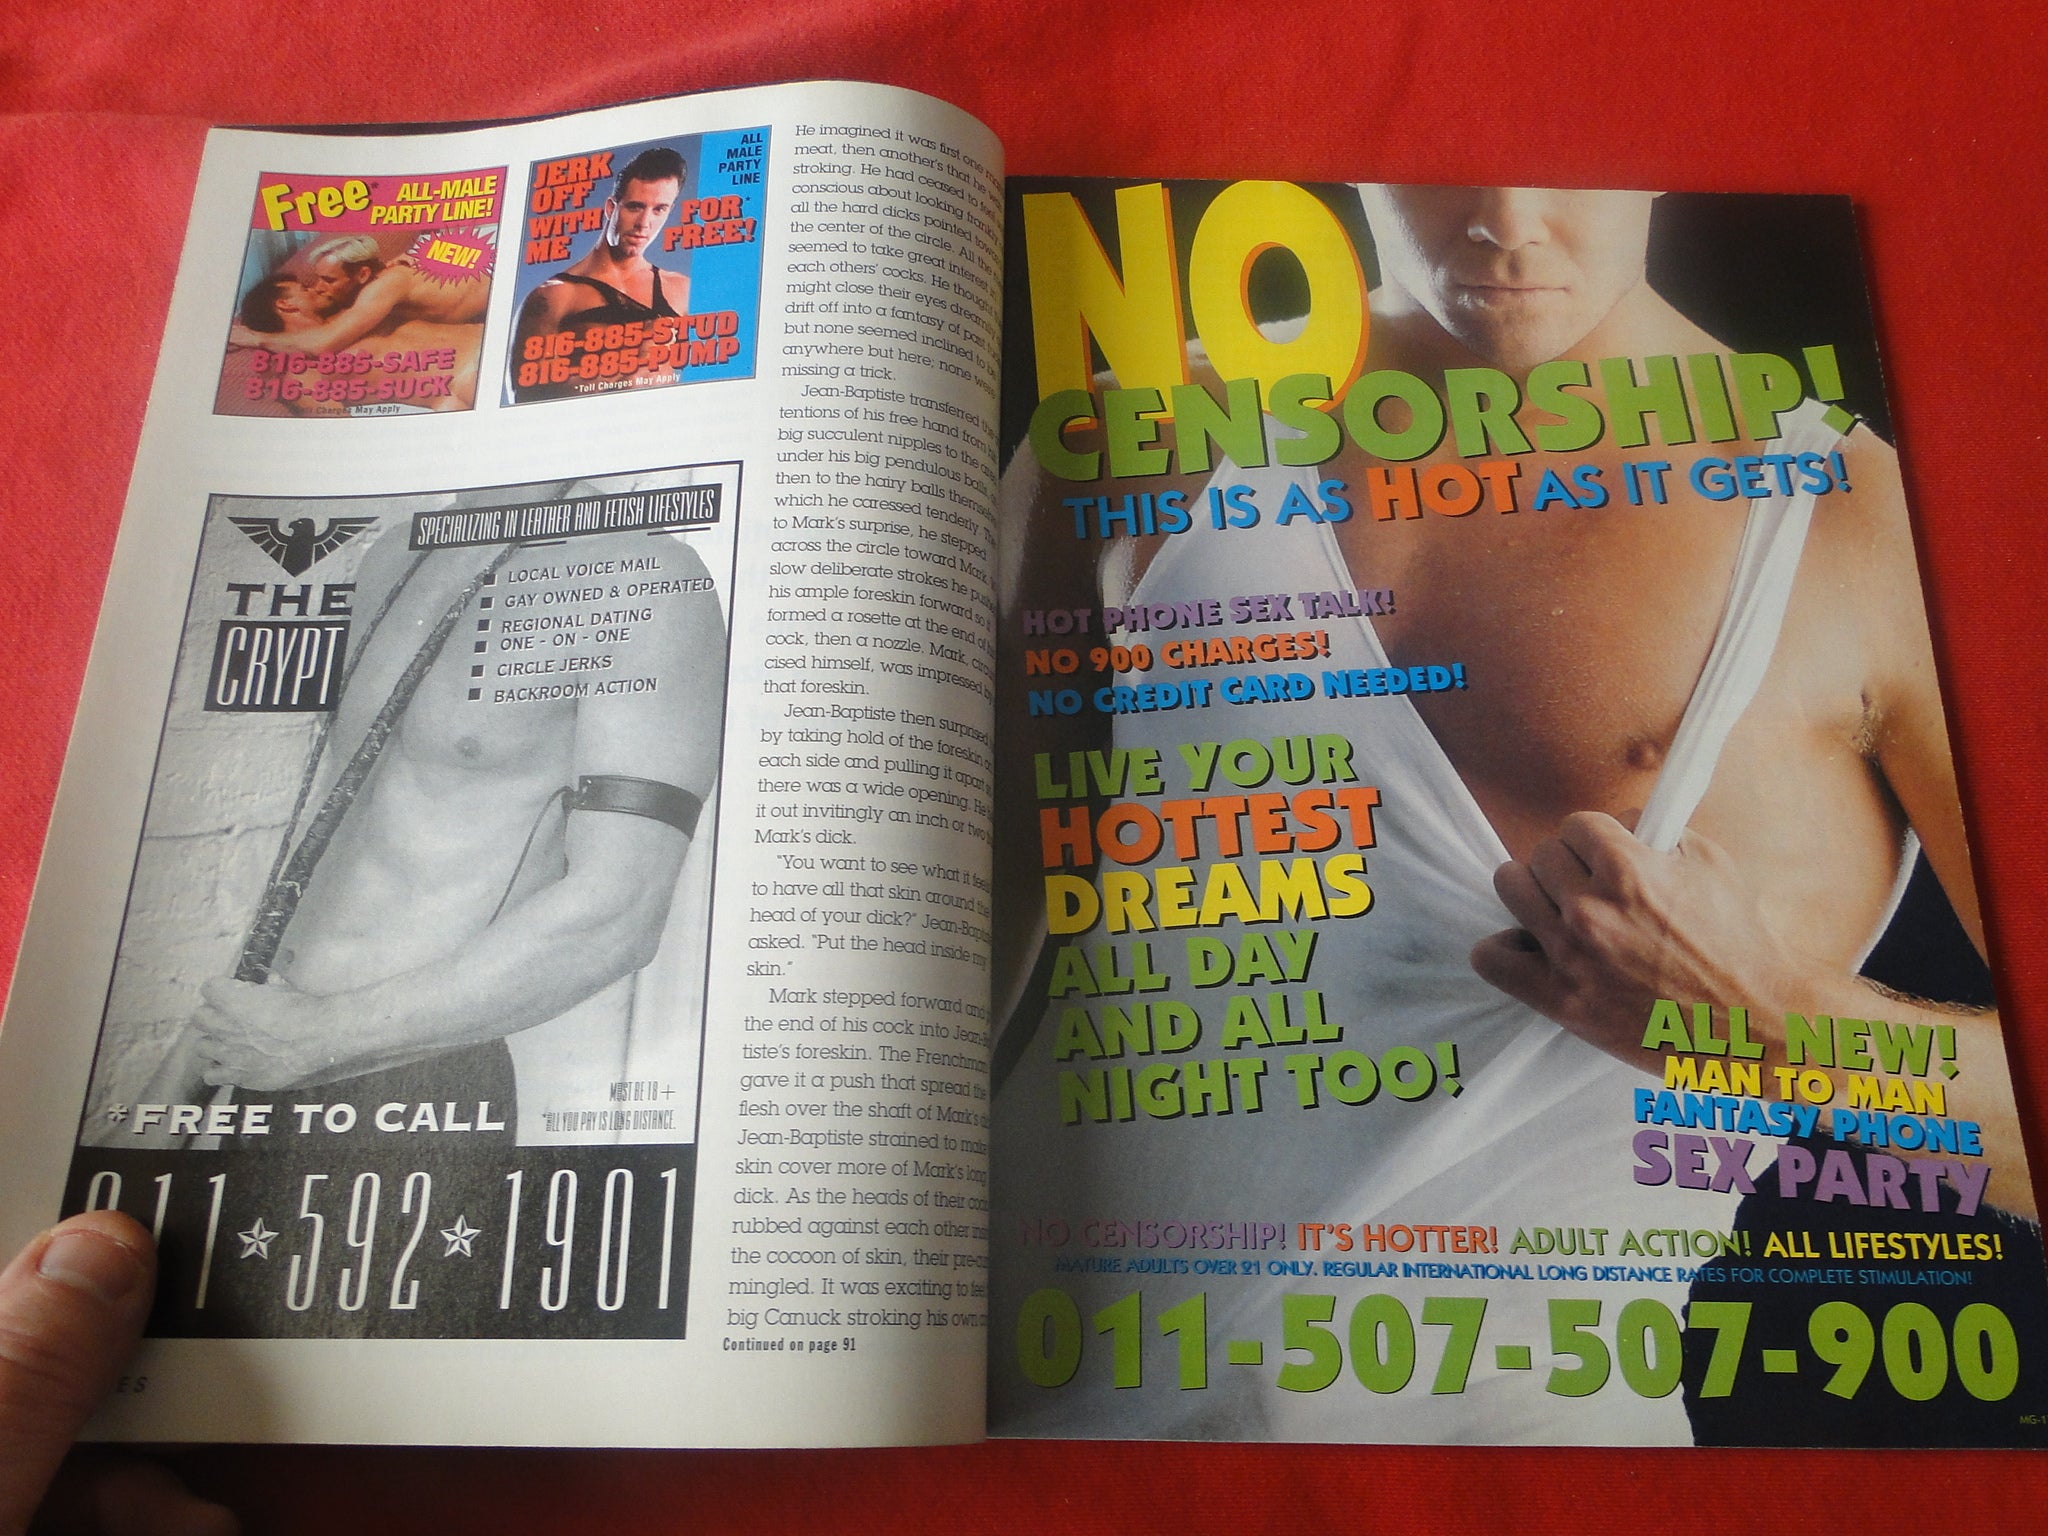 Free*
ALL-MALE
PARTY LINE!
NEW!
816-885-SAFE
816-885-SUCK
Charges May Apply
JERK
OFF
WITH
ME
FOR*
FREE!
ALL
MALE
PARTY
LINE
816-885-STUD
816-885-PUMP
*Toll Charges May Apply
THE
CRYPT
SPECIALIZING IN LEATHER AND FETISH LIFESTYLES
LOCAL VOICE MAIL
GAY OWNED & OPERATED
REGIONAL DATING
ONE - ON - ONE
CIRCLE JERKS
BACKROOM ACTION
*FREE TO CALL
MUST BE 18 +
*ALL YOU PAY IS LONG DISTANCE.
011★592★1901
He imagined it was first one
meat, then another's that he
stroking. He had ceased to
conscious about looking frankly
all the hard dicks pointed
the center of the circle. All the
seemed to take great interest
each others' cocks. He thought
might close their eyes dreamily
drift off into a fantasy of past
but none seemed inclined to be
anywhere but here; none were
missing a trick.
Jean-Baptiste transferred the
tentions of his free hand from
big succulent nipples to the
under his big pendulous balls,
then to the hairy balls
which he caressed tenderly.
to Mark's surprise, he stepped
across the circle toward Mark.
slow deliberate strokes he
his ample foreskin forward so
formed a rosette at the end of
cock, then a nozzle. Mark,
cised himself, was impressed
that foreskin.
Jean-Baptiste then surprised
by taking hold of the foreskin
each side and pulling it apart
there was a wide opening. He
it out invitingly an inch or two
Mark's dick.
"You want to see what it
to have all that skin around the
head of your dick?"
asked. "Put the head inside my
skin."
Mark stepped forward and
the end of his cock into
tiste's foreskin. The Frenchman
gave it a push that spread the
flesh over the shaft of Mark's
Jean-Baptiste strained to make
skin cover more of Mark's long
dick. As the heads of their
rubbed against each other
the cocoon of skin, their
mingled. It was exciting to
big Canuck stroking his own
Continued on page 91
ES
NO
CENSORSHIP!
THIS IS AS HOT AS IT GETS!
HOT PHONE SEX TALK!
NO 900 CHARGES!
NO CREDIT CARD NEEDED!
LIVE YOUR
HOTTEST
DREAMS
ALL DAY
AND ALL
NIGHT TOO!
ALL NEW!
MAN TO MAN
FANTASY PHONE
SEX PARTY
NO CENSORSHIP! IT'S HOTTER! ADULT ACTION! ALL LIFESTYLES!
MATURE ADULTS OVER 21 ONLY. REGULAR INTERNATIONAL LONG DISTANCE RATES FOR COMPLETE STIMULATION!
011-507-507-900
MG-1